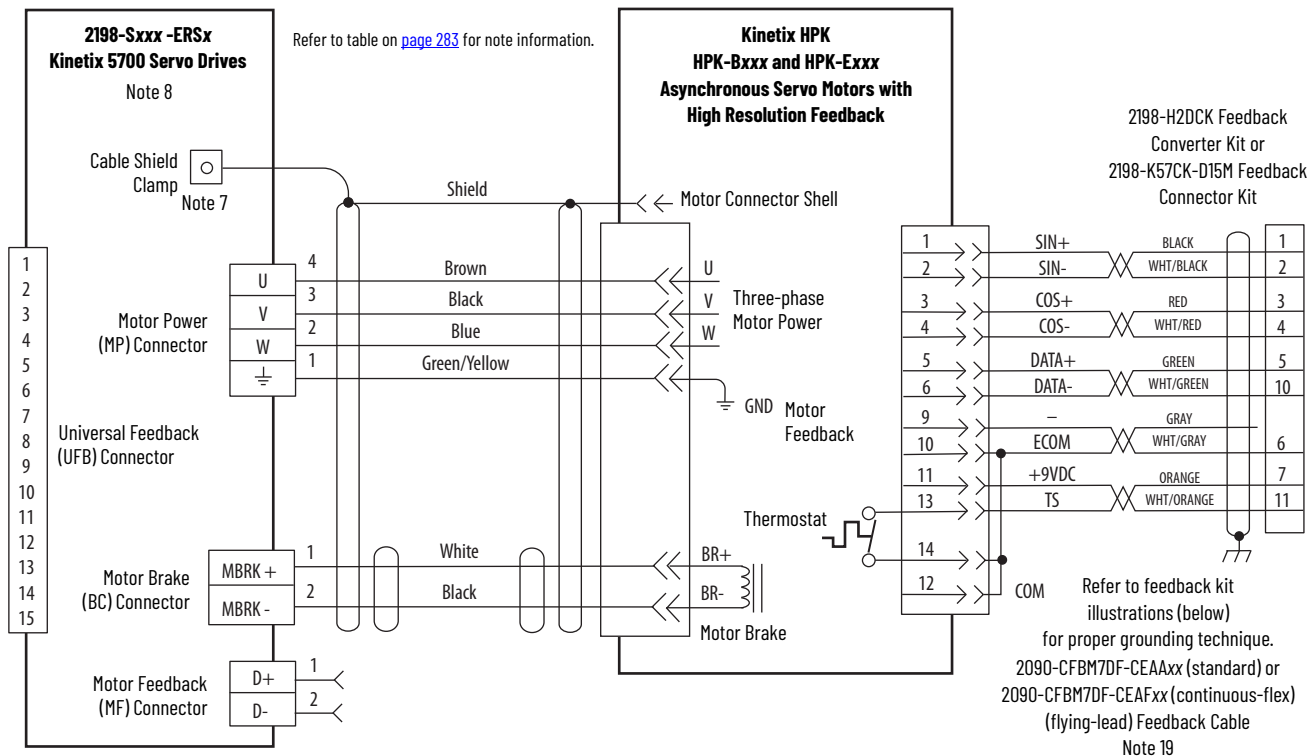 2198-Sxxx -ERSx
Kinetix 5700 Servo Drives
Note 8
Refer to table on page 283 for note information.
Kinetix HPK
HPK-Bxxx and HPK-Exxx
Asynchronous Servo Motors with
High Resolution Feedback
2198-H2DCK Feedback
Converter Kit or
2198-K57CK-D15M Feedback
Connector Kit
Cable Shield
Clamp
Note 7
Shield
Motor Connector Shell
1
2
3
4
5
6
7
8
9
10
11
12
13
14
15
Universal Feedback
(UFB) Connector
Motor Power
(MP) Connector
U
V
W
4
3
2
1
Brown
Black
Blue
Green/Yellow
U
V
W
Three-phase
Motor Power
GND
Motor
Feedback
Motor Brake
(BC) Connector
MBRK +
MBRK -
1
2
White
Black
BR+
BR-
Motor Brake
Motor Feedback
(MF) Connector
D+
D-
1
2
Thermostat
1 SIN+ BLACK 1
2 SIN- WHT/BLACK 2
3 COS+ RED 3
4 COS- WHT/RED 4
5 DATA+ GREEN 5
6 DATA- WHT/GREEN 10
9 – GRAY
10 ECOM WHT/GRAY 6
11 +9VDC ORANGE 7
13 TS WHT/ORANGE 11
14
12 COM
Refer to feedback kit
illustrations (below)
for proper grounding technique.
2090-CFBM7DF-CEAAxx (standard) or
2090-CFBM7DF-CEAFxx (continuous-flex)
(flying-lead) Feedback Cable
Note 19